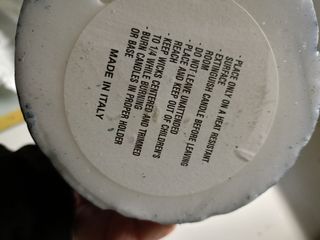 - PLACE ONLY ON A HEAT RESISTANT
SURFACE
- EXTINGUISH CANDLE BEFORE LEAVING
ROOM
- DO NOT LEAVE UNATTENDED
- PLACE AND KEEP OUT OF CHILDREN'S
REACH
- KEEP WICKS CENTERED AND TRIMMED
TO 1/4 WHILE BURNING
- BURN CANDLES IN PROPER HOLDER
OR BASE
MADE IN ITALY